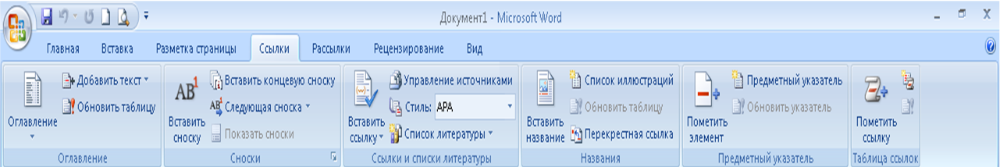 Документ1 - Microsoft Word
Главная Вставка Разметка страницы Ссылки Рассылки Рецензирование Вид
Оглавление
Добавить текст
Обновить таблицу
Оглавление
AB1
Вставить сноску
Вставить концевую сноску
AB1 Следующая сноска
Показать сноски
Сноски
Вставить ссылку
Управление источниками
Стиль: APA
Список литературы
Ссылки и списки литературы
Вставить название
Список иллюстраций
Обновить таблицу
Перекрестная ссылка
Названия
Пометить элемент
Предметный указатель
Обновить указатель
Предметный указатель
Пометить ссылку
Таблица ссылок